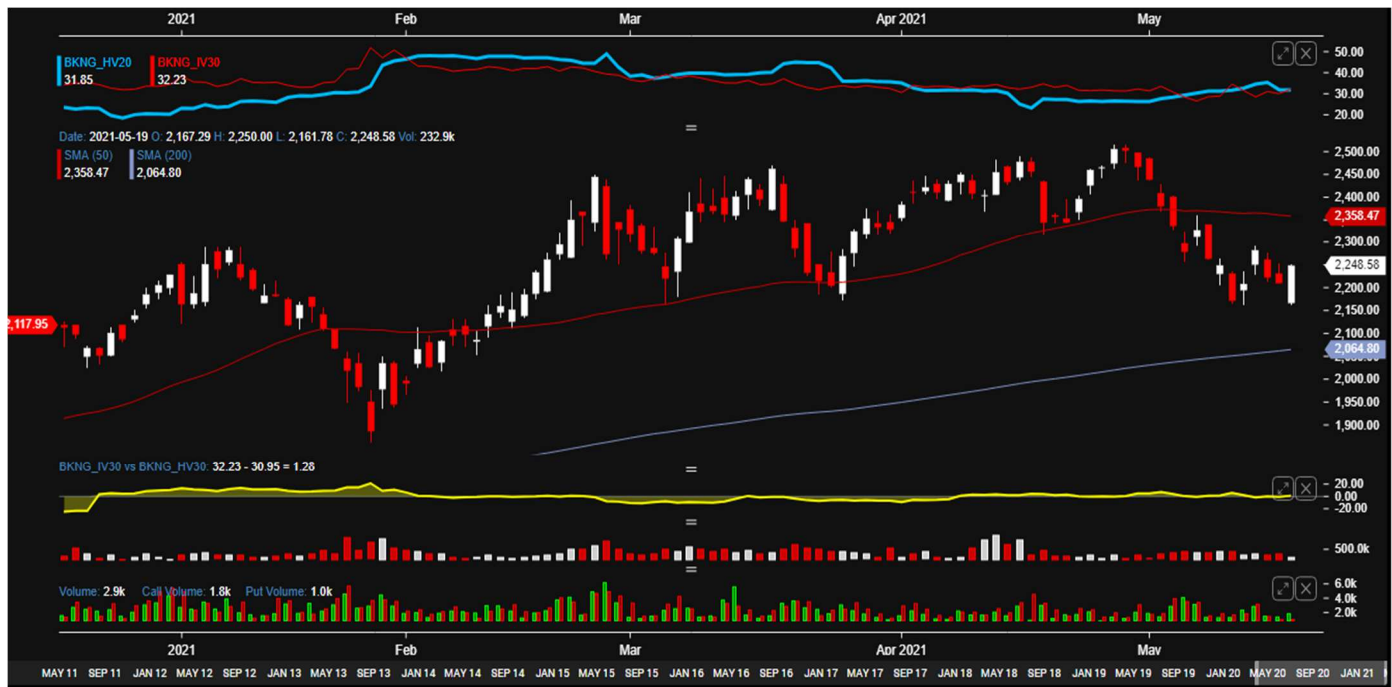 2021 Feb Mar Apr 2021 May
BKNG_HV20 BKNG_IV30
31.85 32.23
50.00
40.00
30.00
20.00
Date: 2021-05-19 O: 2,167.29 H: 2,250.00 L: 2,161.78 C: 2,248.58 Vol: 232.9k
SMA (50) SMA (200)
2,358.47 2,064.80
2,500.00
2,450.00
2,400.00
2,358.47
2,300.00
2,248.58
2,200.00
2,150.00
2,117.95
2,100.00
2,064.80
2,000.00
1,950.00
1,900.00
BKNG_IV30 vs BKNG_HV30: 32.23 - 30.95 = 1.28
20.00
0.00
-20.00
500.0k
Volume: 2.9k Call Volume: 1.8k Put Volume: 1.0k
6.0k
4.0k
2.0k
2021 Feb Mar Apr 2021 May
MAY 11 SEP 11 JAN 12 MAY 12 SEP 12 JAN 13 MAY 13 SEP 13 JAN 14 MAY 14 SEP 14 JAN 15 MAY 15 SEP 15 JAN 16 MAY 16 SEP 16 JAN 17 MAY 17 SEP 17 JAN 18 MAY 18 SEP 18 JAN 19 MAY 19 SEP 19 JAN 20 MAY 20 SEP 20 JAN 21